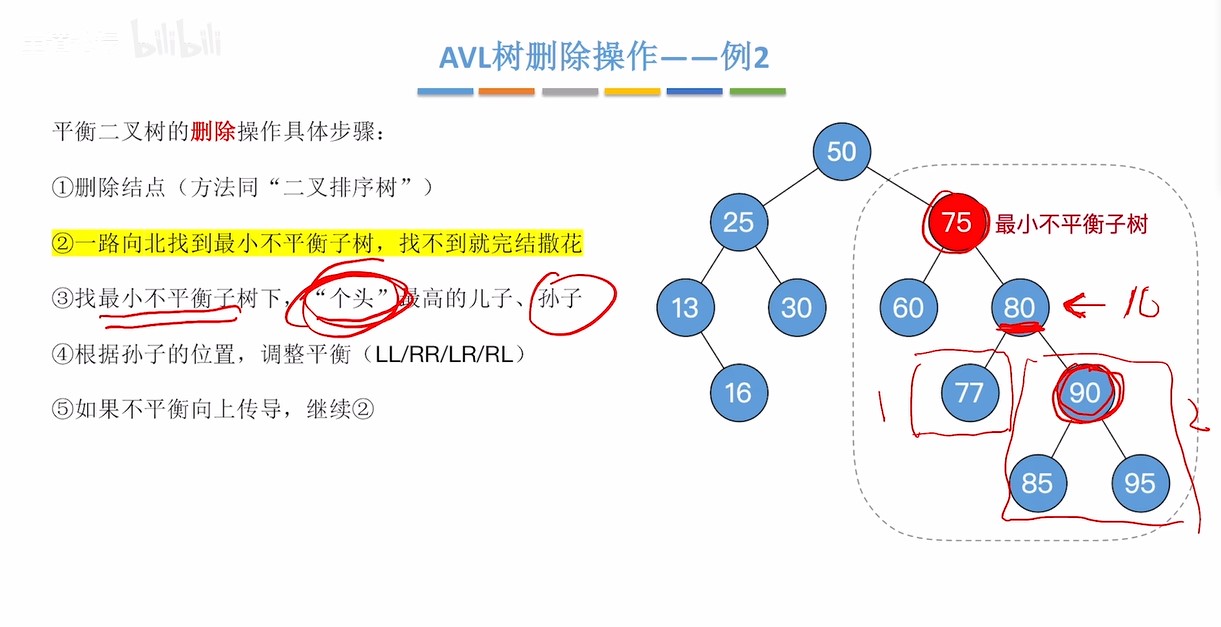 bilibili
AVL树删除操作——例2
平衡二叉树的删除操作具体步骤：
①删除结点（方法同“二叉排序树”）
②一路向北找到最小不平衡子树，找不到就完结撒花
③找最小不平衡子树下，“个头”最高的儿子、孙子
④根据孙子的位置，调整平衡（LL/RR/LR/RL）
⑤如果不平衡向上传导，继续②
50
25
75
最小不平衡子树
13
30
60
80
16
77
90
1
2
85
95